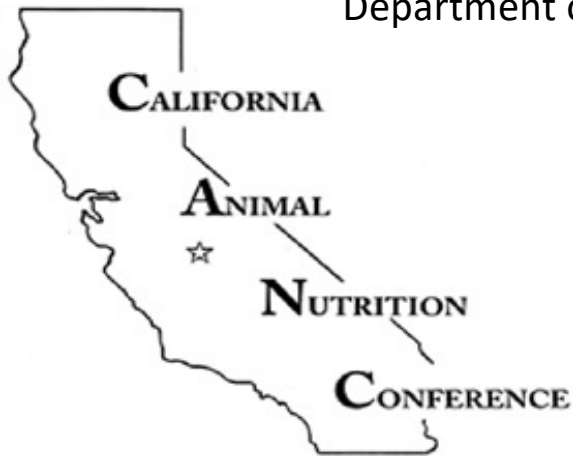 Department
CALIFORNIA
ANIMAL
NUTRITION
CONFERENCE